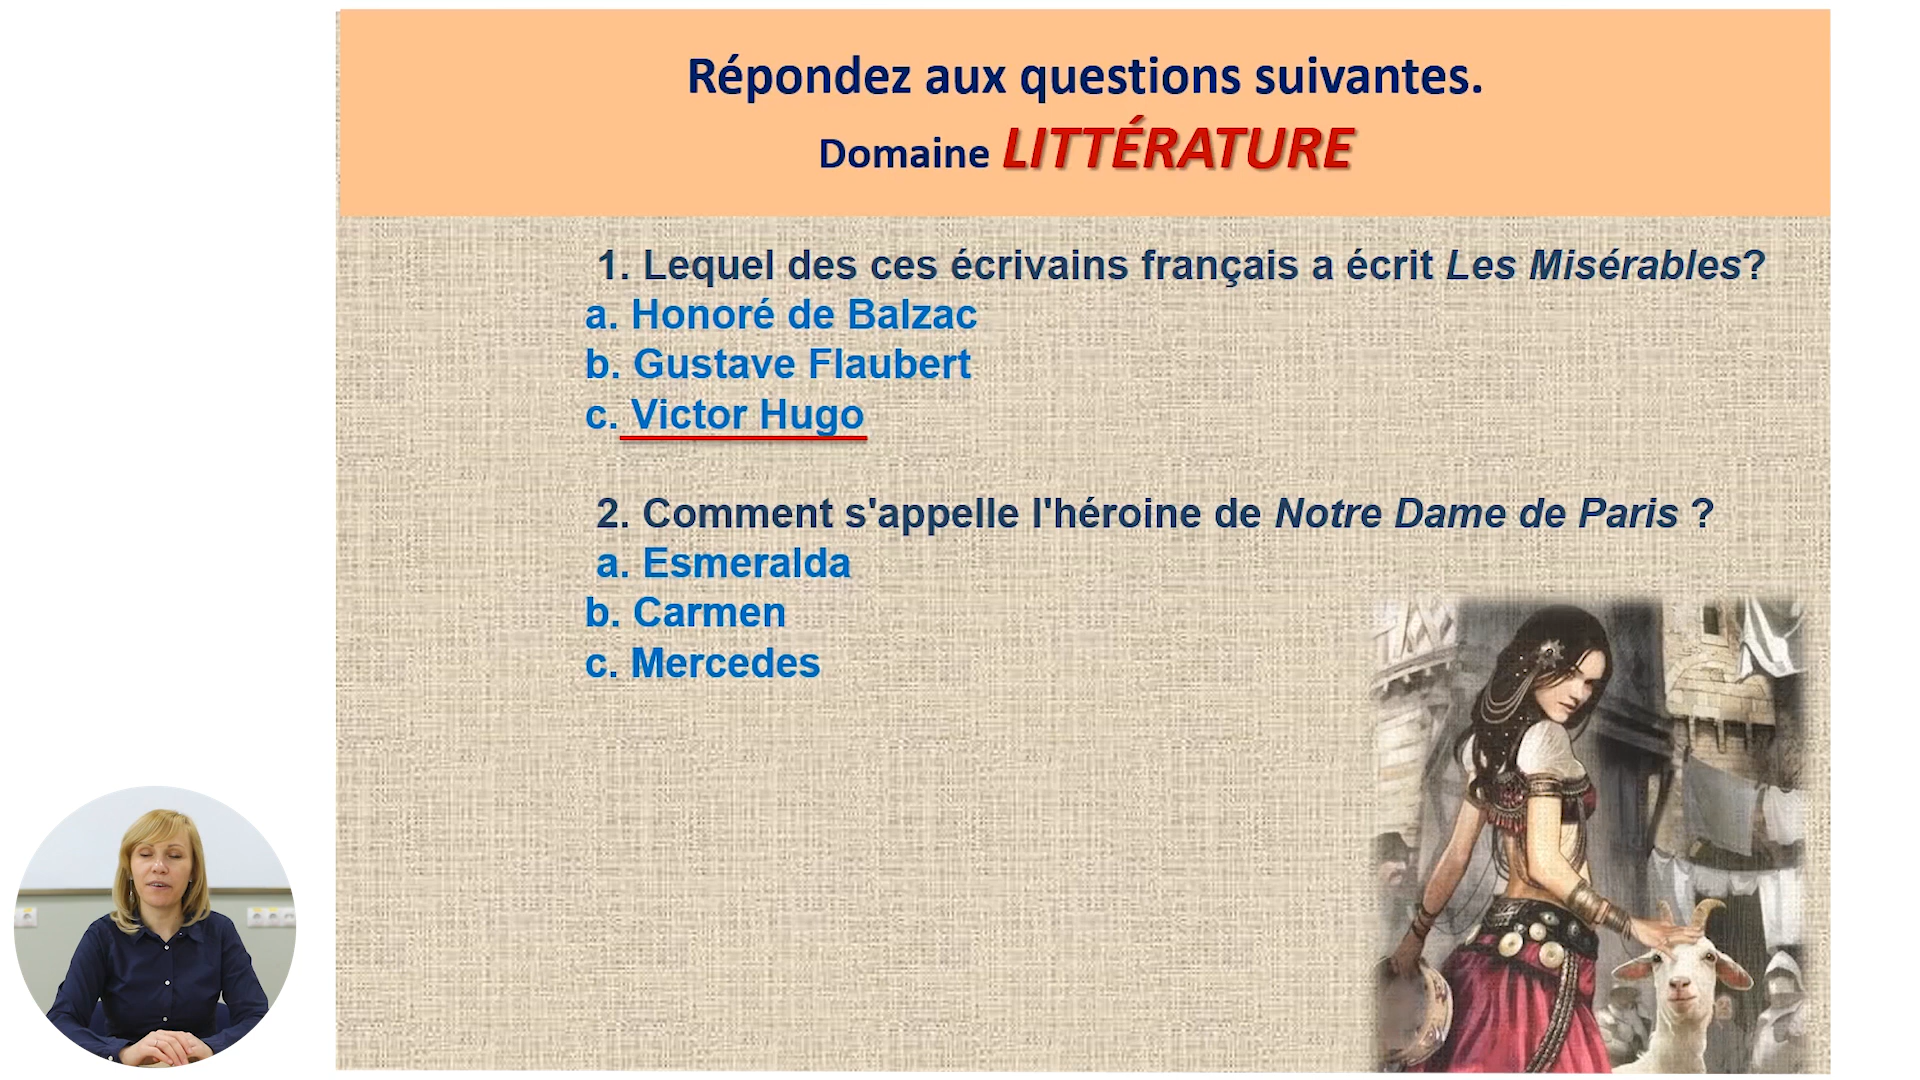 Répondez aux questions suivantes.
Domaine LITTÉRATURE
1. Lequel des ces écrivains français a écrit Les Misérables?
a. Honoré de Balzac
b. Gustave Flaubert
c. Victor Hugo
2. Comment s'appelle l'héroine de Notre Dame de Paris ?
a. Esmeralda
b. Carmen
c. Mercedes